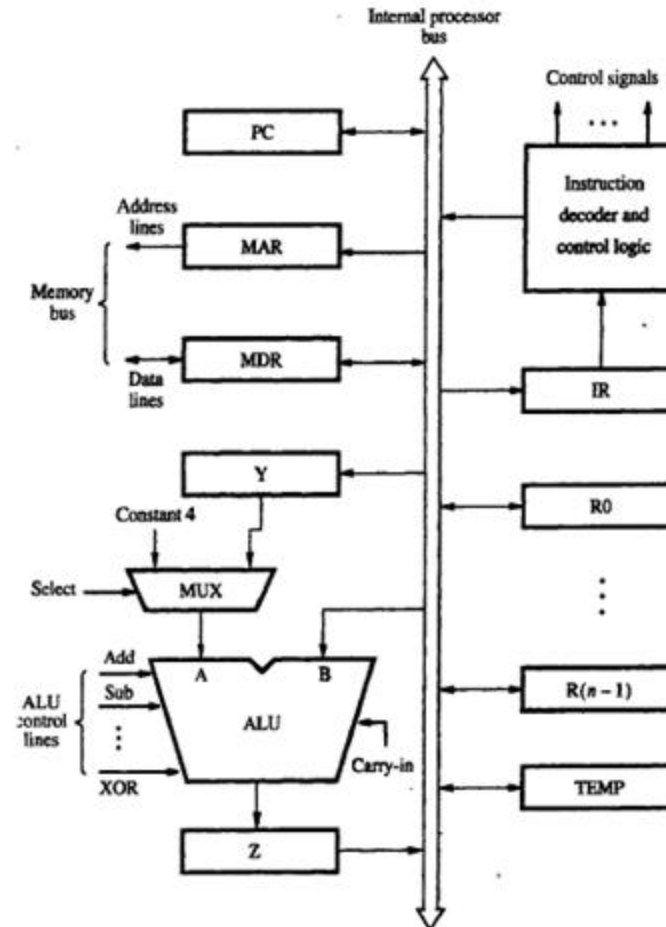 Internal processor
bus
Control signals
...
PC
Instruction
decoder and
control logic
Address
lines
MAR
Memory
bus
MDR
Data
lines
IR
Y
R0
Constant 4
Select
MUX
Add
A
B
R(n − 1)
Sub
ALU
control
lines
ALU
Carry-in
XOR
TEMP
Z